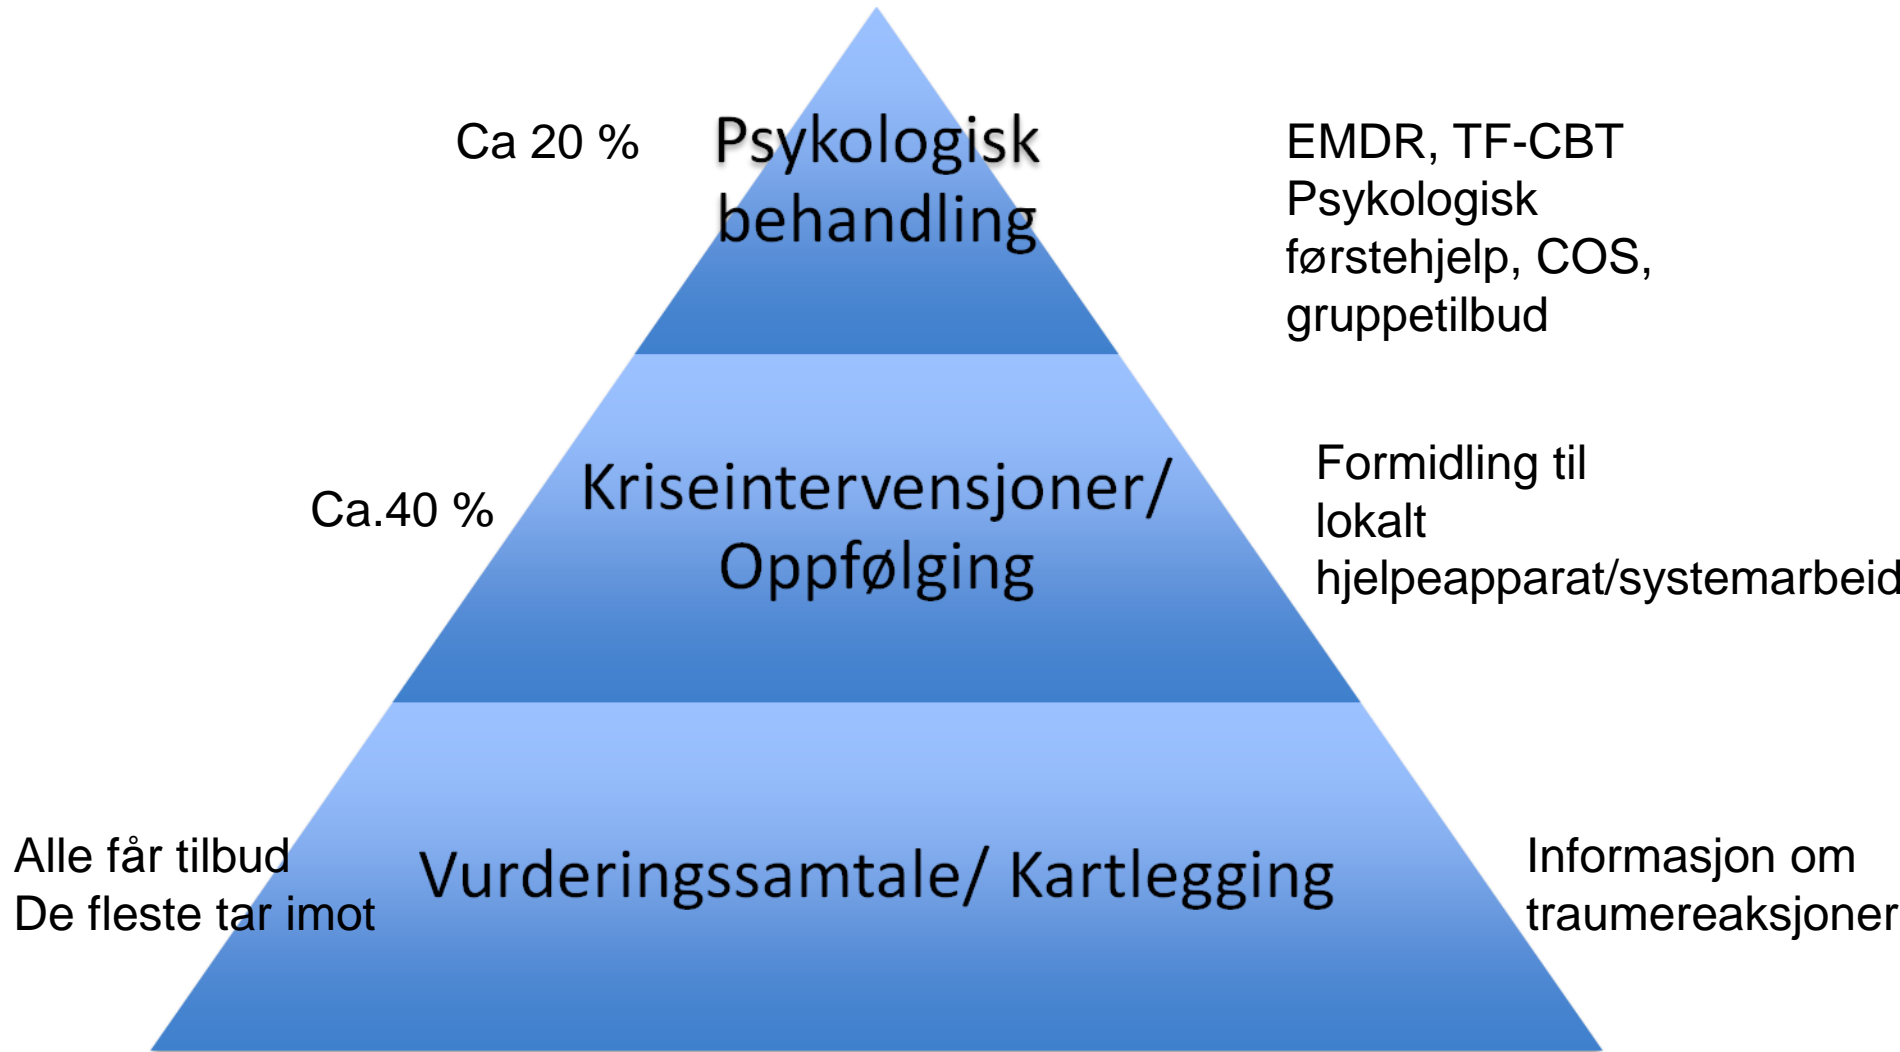 Ca 20 %
Psykologisk
behandling
EMDR, TF-CBT
Psykologisk
førstehjelp, COS,
gruppetilbud
Ca.40 %
Kriseintervensjoner/
Oppfølging
Formidling til
lokalt
hjelpeapparat/systemarbeid
Alle får tilbud
De fleste tar imot
Vurderingssamtale/ Kartlegging
Informasjon om
traumereaksjoner